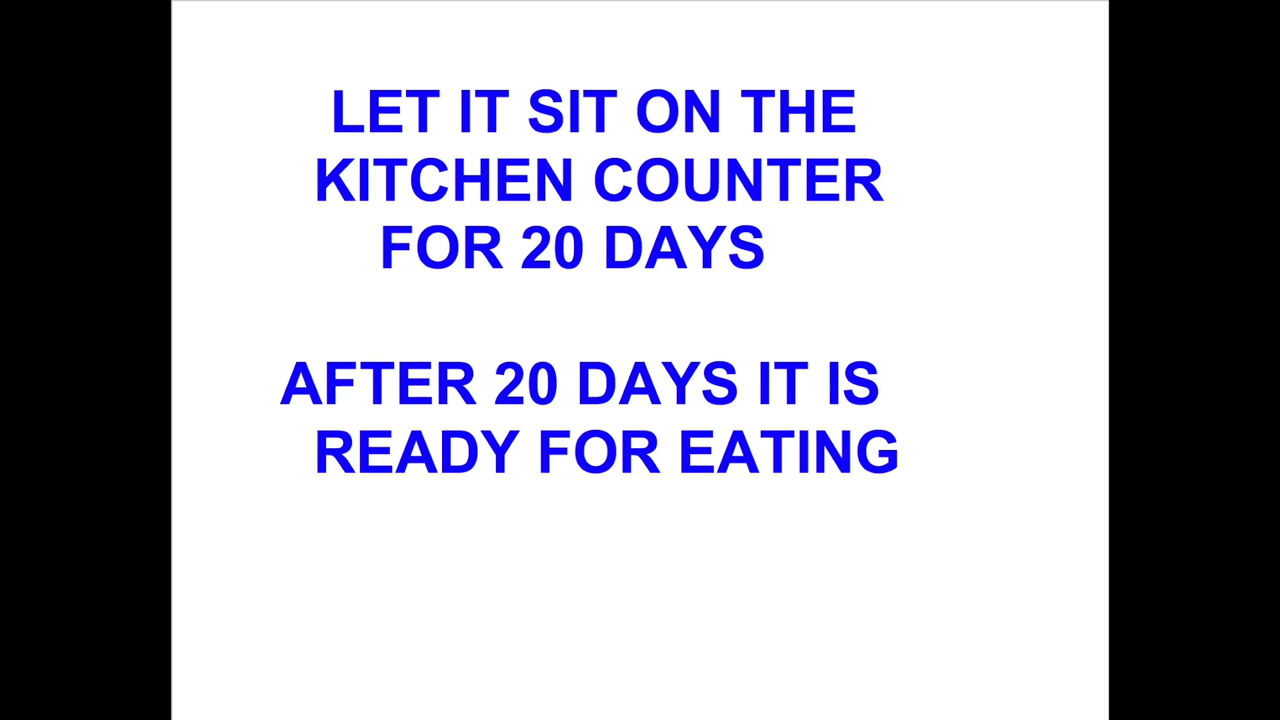 LET IT SIT ON THE
KITCHEN COUNTER
FOR 20 DAYS
AFTER 20 DAYS IT IS
READY FOR EATING